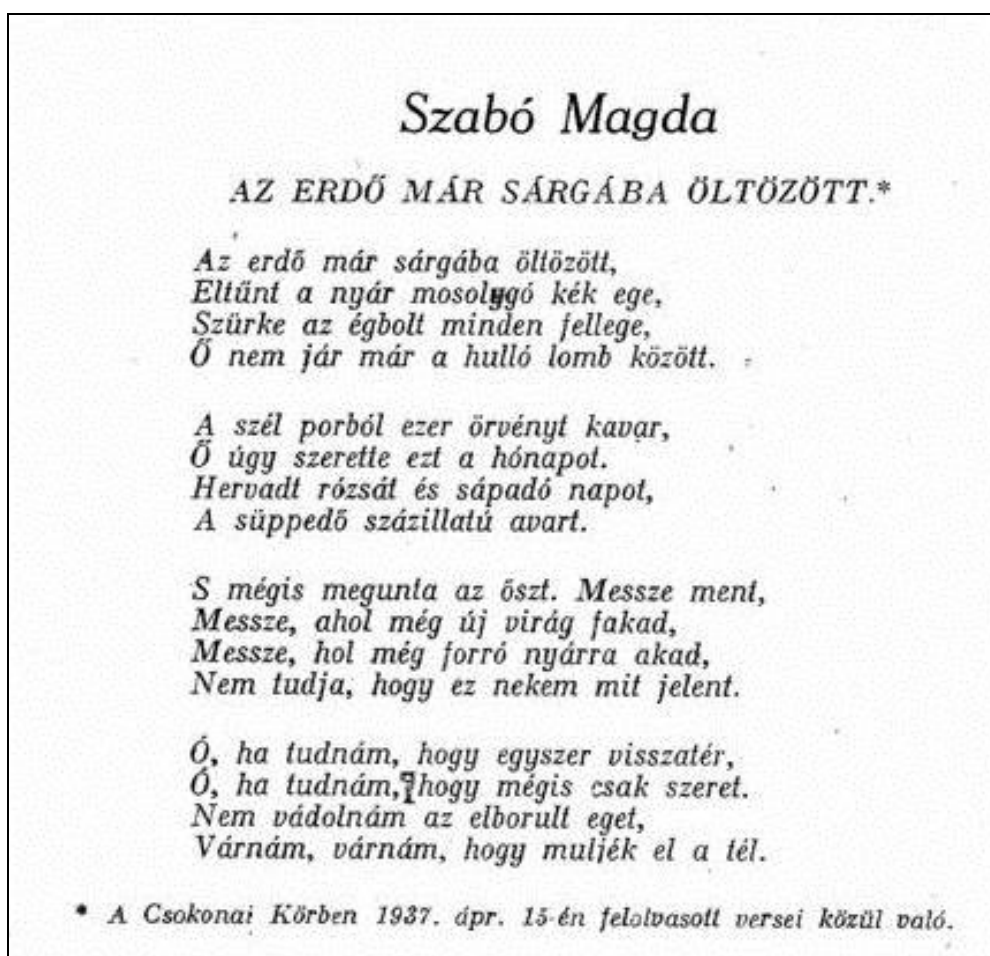 Szabó Magda
AZ ERDŐ MÁR SÁRGÁBA ÖLTÖZÖTT.*
Az erdő már sárgába öltözött,
Eltűnt a nyár mosolygó kék ege,
Szürke az égbolt minden fellege,
Ő nem jár már a hulló lomb között.
A szél porból ezer örvényt kavar,
Ő úgy szerette ezt a hónapot.
Hervadt rózsát és sápadó napot,
A süppedő százillatú avart.
S mégis megunta az őszt. Messze ment,
Messze, ahol még új virág fakad,
Messze, hol még forró nyárra akad,
Nem tudja, hogy ez nekem mit jelent.
Ó, ha tudnám, hogy egyszer visszatér,
Ó, ha tudnám, hogy mégis csak szeret.
Nem vádolnám az elborult eget,
Várnám, várnám, hogy muljék el a tél.
* A Csokonai Körben 1937. ápr. 15-én felolvasott versei közül való.